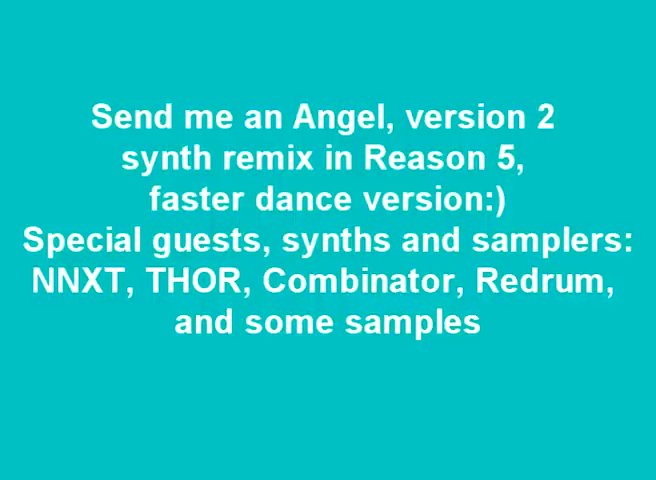 Send me an Angel, version 2
synth remix in Reason 5,
faster dance version:)
Special guests, synths and samplers:
NNXT, THOR, Combinator, Redrum,
and some samples